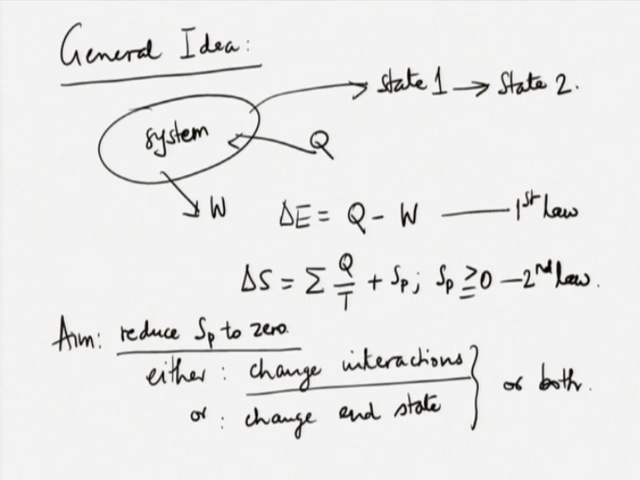 General Idea:
State 1 → State 2.
system
Q
W
ΔE = Q - W — 1st Law
ΔS = Σ Q/T + Sp; Sp ≥ 0 — 2nd Law.
Aim: reduce Sp to zero
either : change interactions
or : change end state } or both.